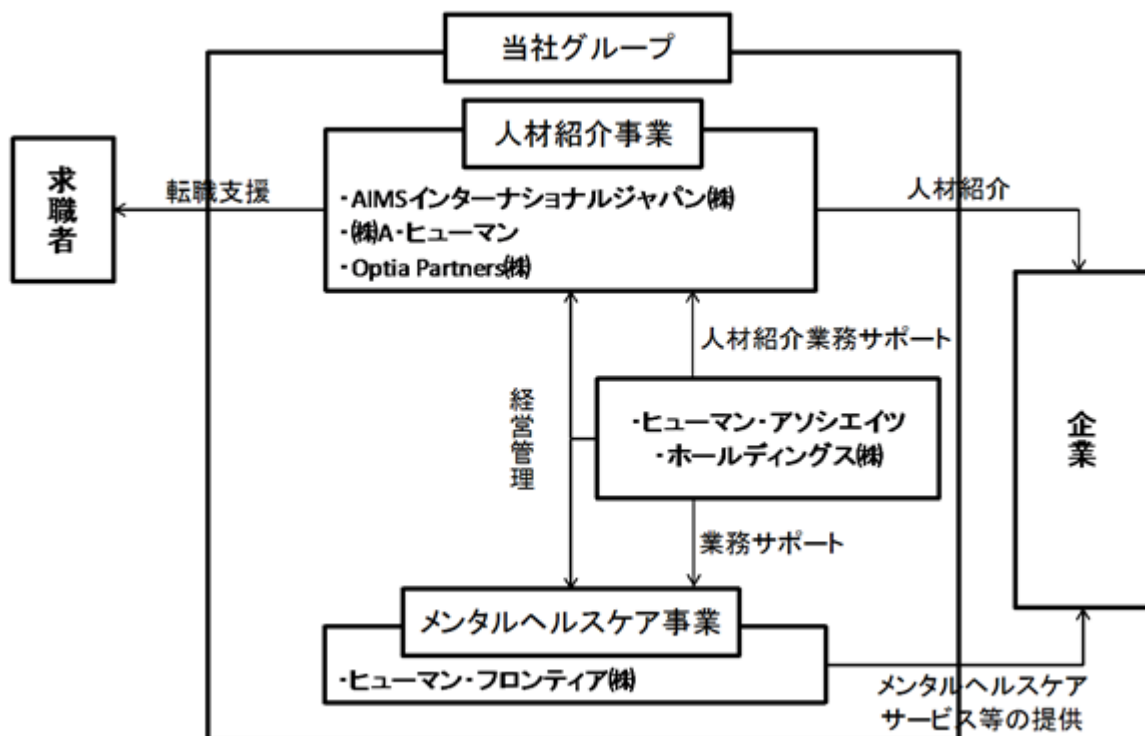 当社グループ
人材紹介事業
求職者
転職支援
・AIMSインターナショナルジャパン㈱
・㈱A・ヒューマン
・Optia Partners㈱
人材紹介
人材紹介業務サポート
経営管理
・ヒューマン・アソシエイツ
・ホールディングス㈱
企業
業務サポート
メンタルヘルスケア事業
・ヒューマン・フロンティア㈱
メンタルヘルスケア
サービス等の提供